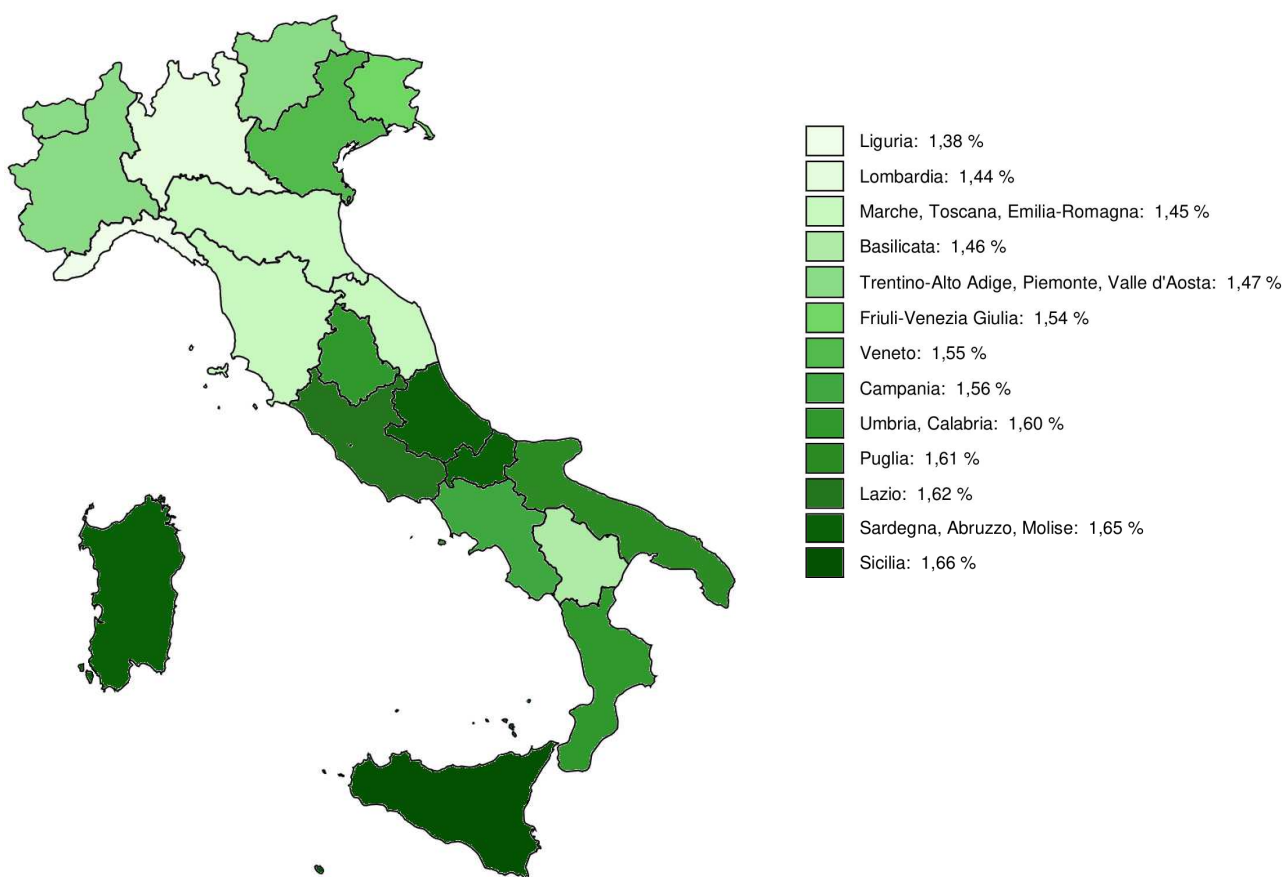 Liguria: 1,38 %
Lombardia: 1,44 %
Marche, Toscana, Emilia-Romagna: 1,45 %
Basilicata: 1,46 %
Trentino-Alto Adige, Piemonte, Valle d'Aosta: 1,47 %
Friuli-Venezia Giulia: 1,54 %
Veneto: 1,55 %
Campania: 1,56 %
Umbria, Calabria: 1,60 %
Puglia: 1,61 %
Lazio: 1,62 %
Sardegna, Abruzzo, Molise: 1,65 %
Sicilia: 1,66 %